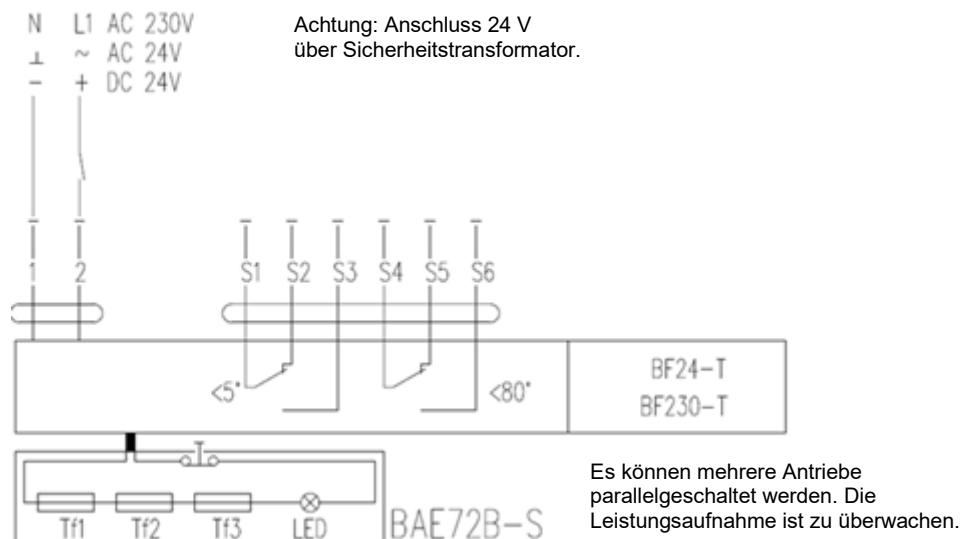 N L1 AC 230V
⊥ ~ AC 24V
− + DC 24V
Achtung: Anschluss 24 V
über Sicherheitstransformator.
1 2 S1 S2 S3 S4 S5 S6
<5° <80°
BF24-T
BF230-T
Tf1 Tf2 Tf3 LED
BAE72B-S
Es können mehrere Antriebe
parallelgeschaltet werden. Die
Leistungsaufnahme ist zu überwachen.